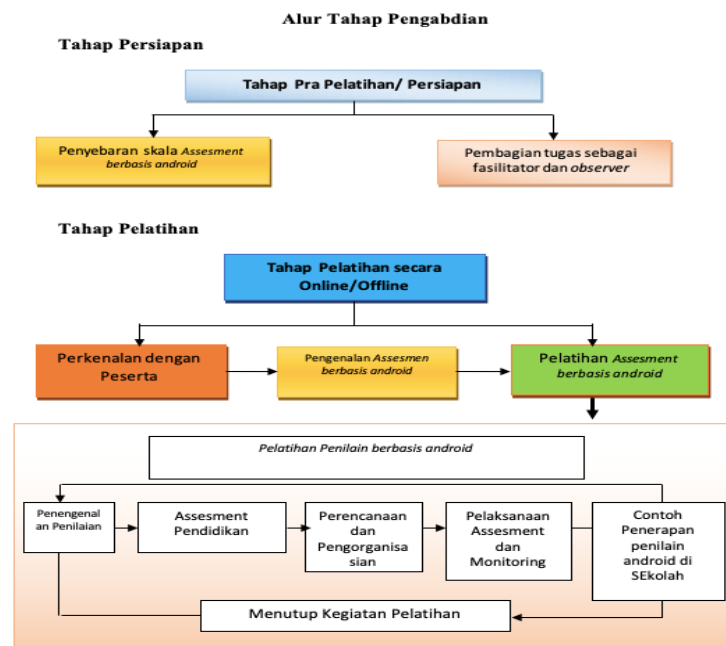 Alur Tahap Pengabdian
Tahap Persiapan
Tahap Pra Pelatihan/ Persiapan
Penyebaran skala Assesment
berbasis android
Pembagian tugas sebagai
fasilitator dan observer
Tahap Pelatihan
Tahap Pelatihan secara
Online/Offline
Perkenalan dengan
Peserta
Pengenalan Assesmen
berbasis android
Pelatihan Assesment
berbasis android
Pelatihan Penilain berbasis android
Penengenal
an Penilaian
Assesment
Pendidikan
Perencanaan
dan
Pengorganisa
sian
Pelaksanaan
Assesment
dan
Monitoring
Contoh
Penerapan
penilain
android di
SEkolah
Menutup Kegiatan Pelatihan